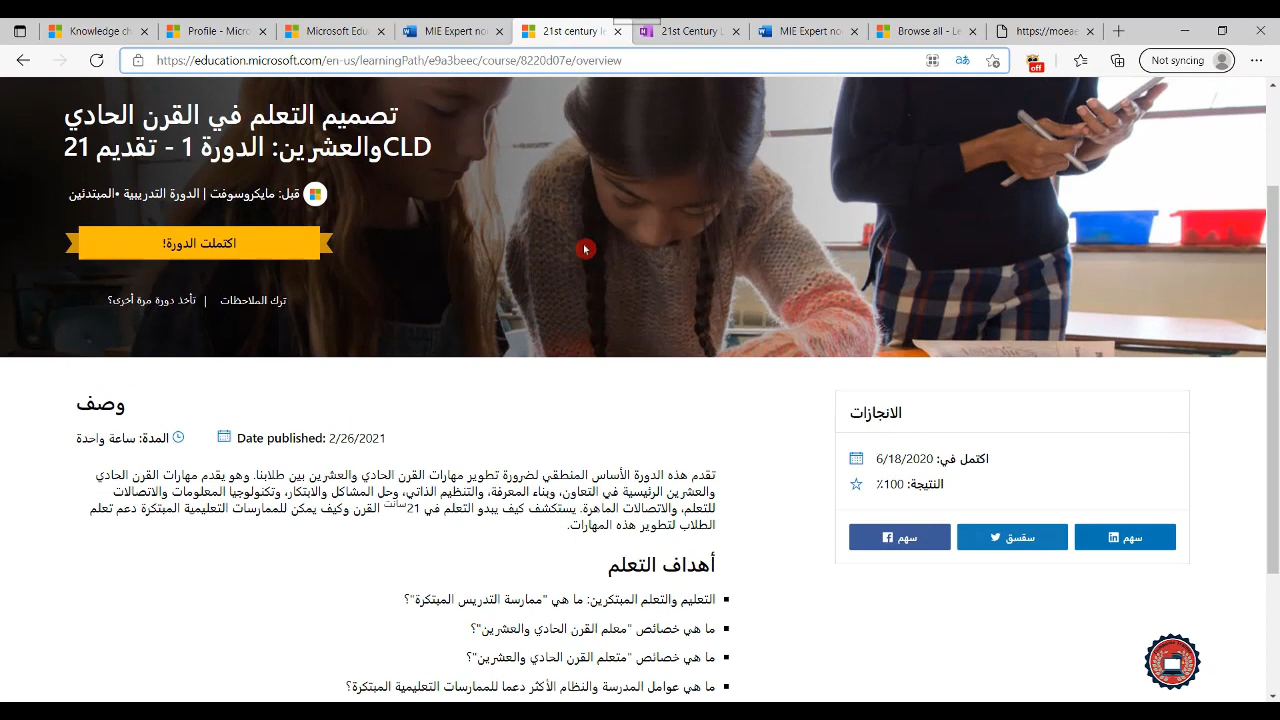 Knowledge ch
Profile - Micr
Microsoft Edu
MIE Expert no
21st century le
21st Century L
MIE Expert no
Browse all - Le
https://moeae
https://education.microsoft.com/en-us/learningPath/e9a3beec/course/8220d07e/overview
off
Not syncing
تصميم التعلم في القرن الحادي
والعشرين: الدورة 1 - تقديم 21CLD
قبل: مايكروسوفت | الدورة التدريبية •المبتدئين
اكتملت الدورة!
ترك الملاحظات | تأخذ دورة مرة أخرى؟
وصف
المدة: ساعة واحدة
Date published: 2/26/2021
تقدم هذه الدورة الأساس المنطقي لضرورة تطوير مهارات القرن الحادي والعشرين بين طلابنا. وهو يقدم مهارات القرن الحادي
والعشرين الرئيسية في التعاون، وبناء المعرفة، والتنظيم الذاتي، وحل المشاكل والابتكار، وتكنولوجيا المعلومات والاتصالات
للتعلم، والاتصالات الماهرة. يستكشف كيف يبدو التعلم في 21سانت القرن وكيف يمكن للممارسات التعليمية المبتكرة دعم تعلم
الطلاب لتطوير هذه المهارات.
أهداف التعلم
التعليم والتعلم المبتكرين: ما هي "ممارسة التدريس المبتكرة"؟
ما هي خصائص "معلم القرن الحادي والعشرين"؟
ما هي خصائص "متعلم القرن الحادي والعشرين"؟
ما هي عوامل المدرسة والنظام الأكثر دعما للممارسات التعليمية المبتكرة؟
الانجازات
اكتمل في: 6/18/2020
النتيجة: 100٪
سهم
سقسق
سهم